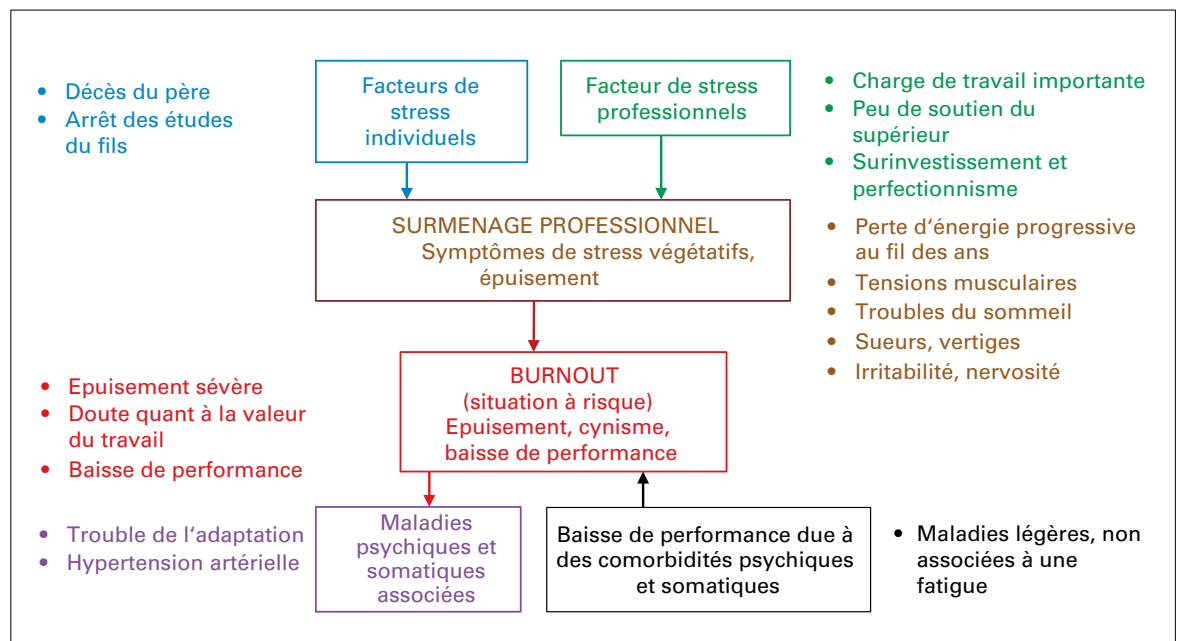 • Décès du père
• Arrêt des études
du fils
Facteurs de
stress
individuels
Facteur de stress
professionnels
• Charge de travail importante
• Peu de soutien du
supérieur
• Surinvestissement et
perfectionnisme
SURMENAGE PROFESSIONNEL
Symptômes de stress végétatifs,
épuisement
• Perte d‘énergie progressive
au fil des ans
• Tensions musculaires
• Troubles du sommeil
• Sueurs, vertiges
• Irritabilité, nervosité
• Epuisement sévère
• Doute quant à la valeur
du travail
• Baisse de performance
BURNOUT
(situation à risque)
Epuisement, cynisme,
baisse de performance
• Trouble de l‘adaptation
• Hypertension artérielle
Maladies
psychiques et
somatiques
associées
Baisse de performance due à
des comorbidités psychiques
et somatiques
• Maladies légères, non
associées à une
fatigue